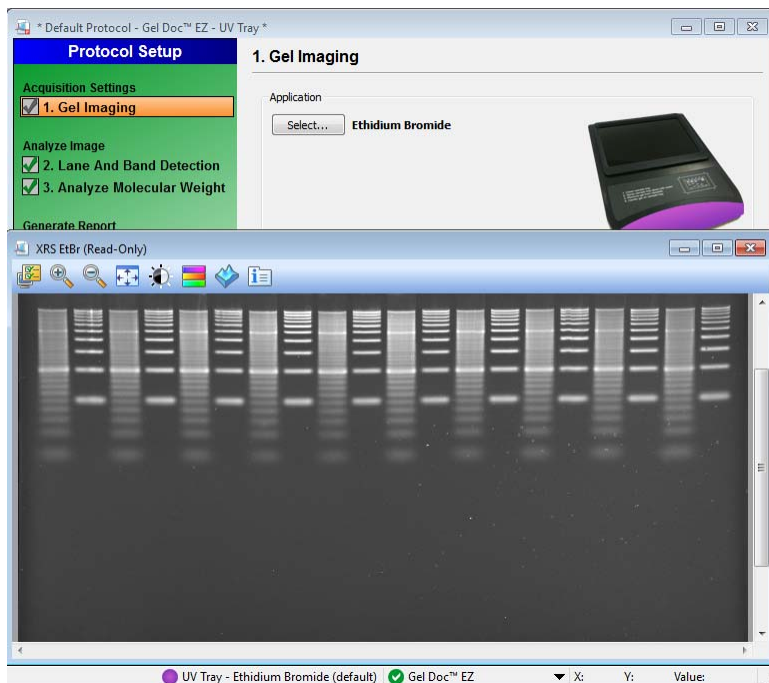 * Default Protocol - Gel Doc™ EZ - UV Tray *
Protocol Setup
1. Gel Imaging
Acquisition Settings
1. Gel Imaging
Application
Select... Ethidium Bromide
Analyze Image
2. Lane And Band Detection
3. Analyze Molecular Weight
Generate Report
XRS EtBr (Read-Only)
UV Tray - Ethidium Bromide (default) Gel Doc™ EZ X: Y: Value: